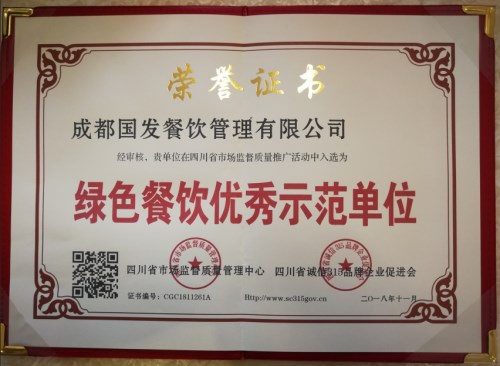 荣誉证书
成都国发餐饮管理有限公司
经审核、贵单位在四川省市场监督质量推广活动中入选为
绿色餐饮优秀示范单位
四川省市场监督质量管理中心 四川省诚信315品牌企业促进会
证书编号：CGC1811261A Http://www.sc315gov.cn 二〇一八年十一月